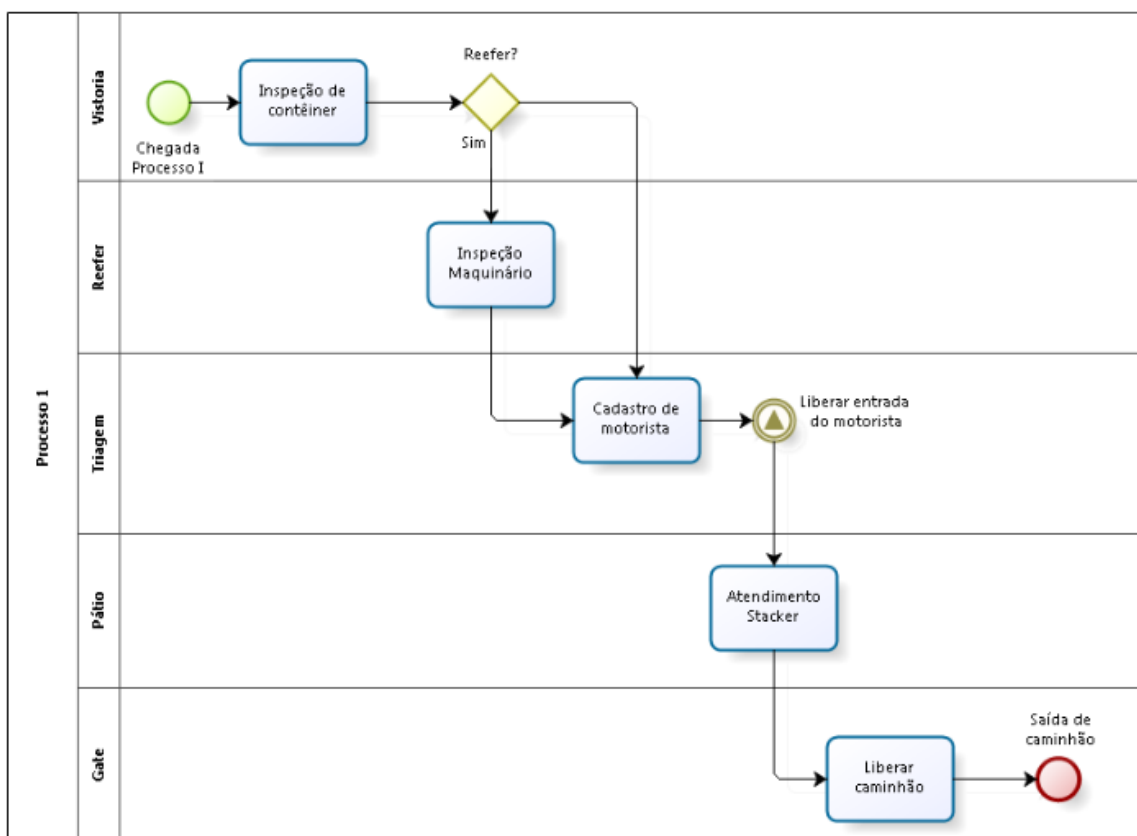 Processo 1
Vistoria
Chegada
Processo I
Inspeção de
contêiner
Reefer?
Sim
Reefer
Inspeção
Maquinário
Triagem
Cadastro de
motorista
Liberar entrada
do motorista
Pátio
Atendimento
Stacker
Gate
Liberar
caminhão
Saída de
caminhão